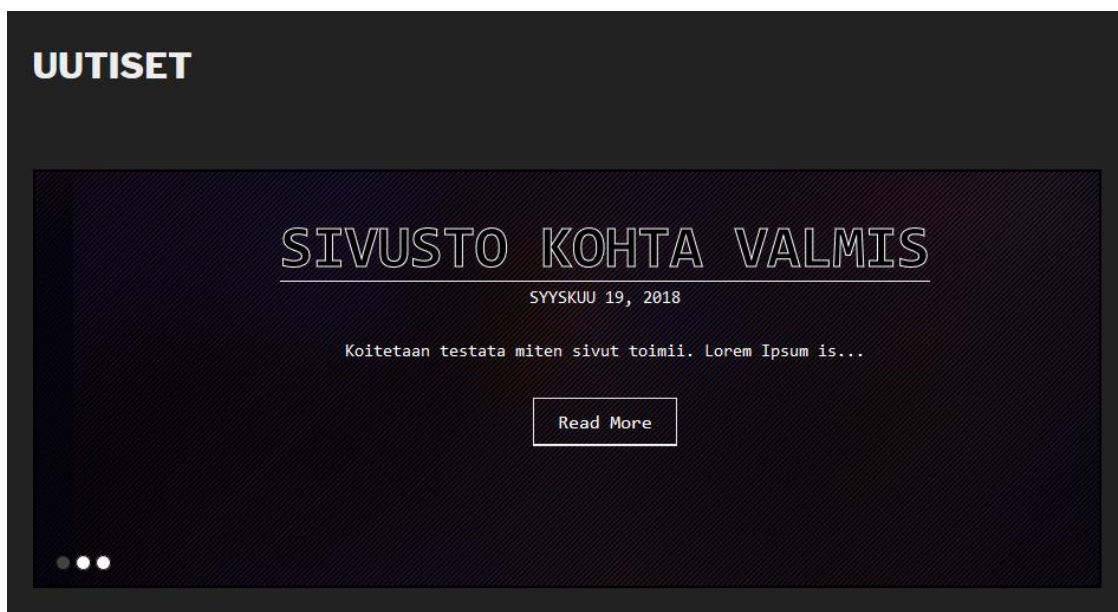 UUTISET
SIVUSTO KOHTA VALMIS
SYYSKUU 19, 2018
Koitetaan testata miten sivut toimii. Lorem Ipsum is...
Read More